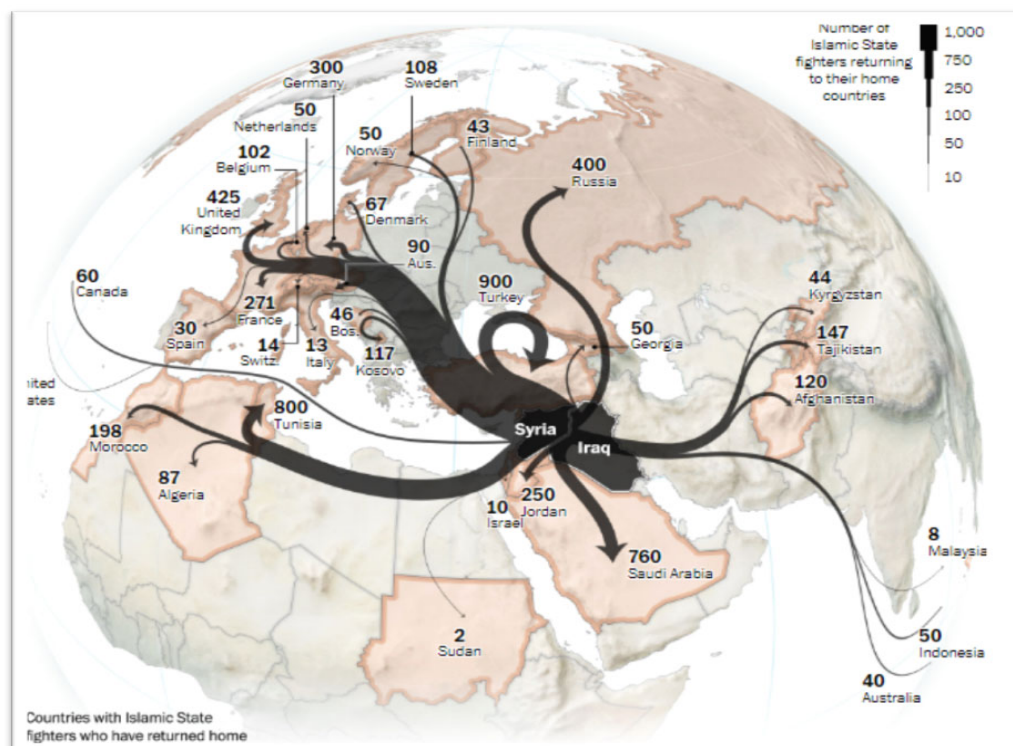 Number of
Islamic State
fighters returning
to their home
countries
1,000
750
250
100
50
10
300
Germany
108
Sweden
50
Netherlands
50
Norway
43
Finland
102
Belgium
400
Russia
425
United
Kingdom
67
Denmark
90
Aus.
60
Canada
900
Turkey
44
Kyrgyzstan
271
France
46
Bos.
50
Georgia
147
Tajikistan
30
Spain
14
Switz.
13
Italy
117
Kosovo
120
Afghanistan
nited
ates
800
Tunisia
Syria
Iraq
198
Morocco
87
Algeria
10
Israel
250
Jordan
760
Saudi Arabia
8
Malaysia
2
Sudan
50
Indonesia
40
Australia
Countries with Islamic State
fighters who have returned home